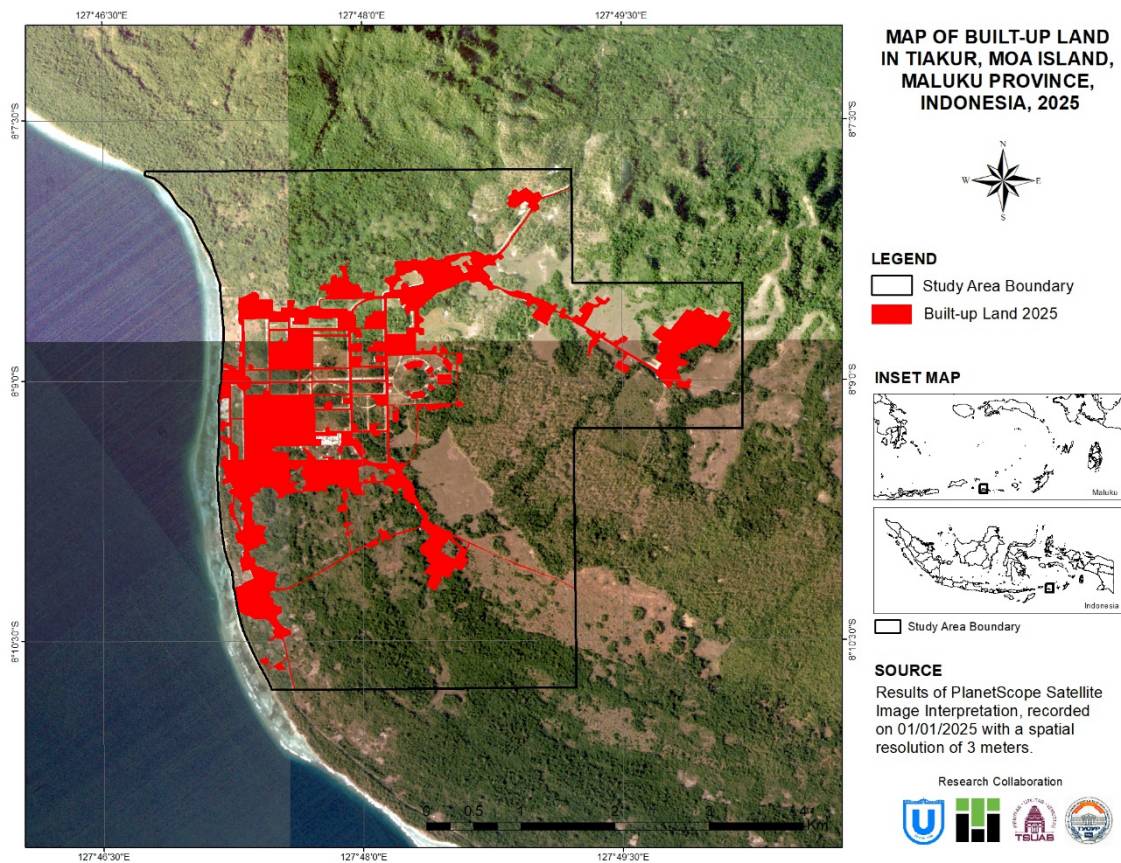 127°46'30"E
127°48'0"E
127°49'30"E
8°7'30"S
8°7'30"S
8°9'0"S
8°9'0"S
8°10'30"S
8°10'30"S
127°46'30"E
127°48'0"E
127°49'30"E
0
0.5
1
2
3
4
MAP OF BUILT-UP LAND
IN TIAKUR, MOA ISLAND,
MALUKU PROVINCE,
INDONESIA, 2025
N
W
E
S
LEGEND
Study Area Boundary
Built-up Land 2025
INSET MAP
Maluku
Indonesia
Study Area Boundary
SOURCE
Results of PlanetScope Satellite
Image Interpretation, recorded
on 01/01/2025 with a spatial
resolution of 3 meters.
Research Collaboration
TSUAB
ТУСУР